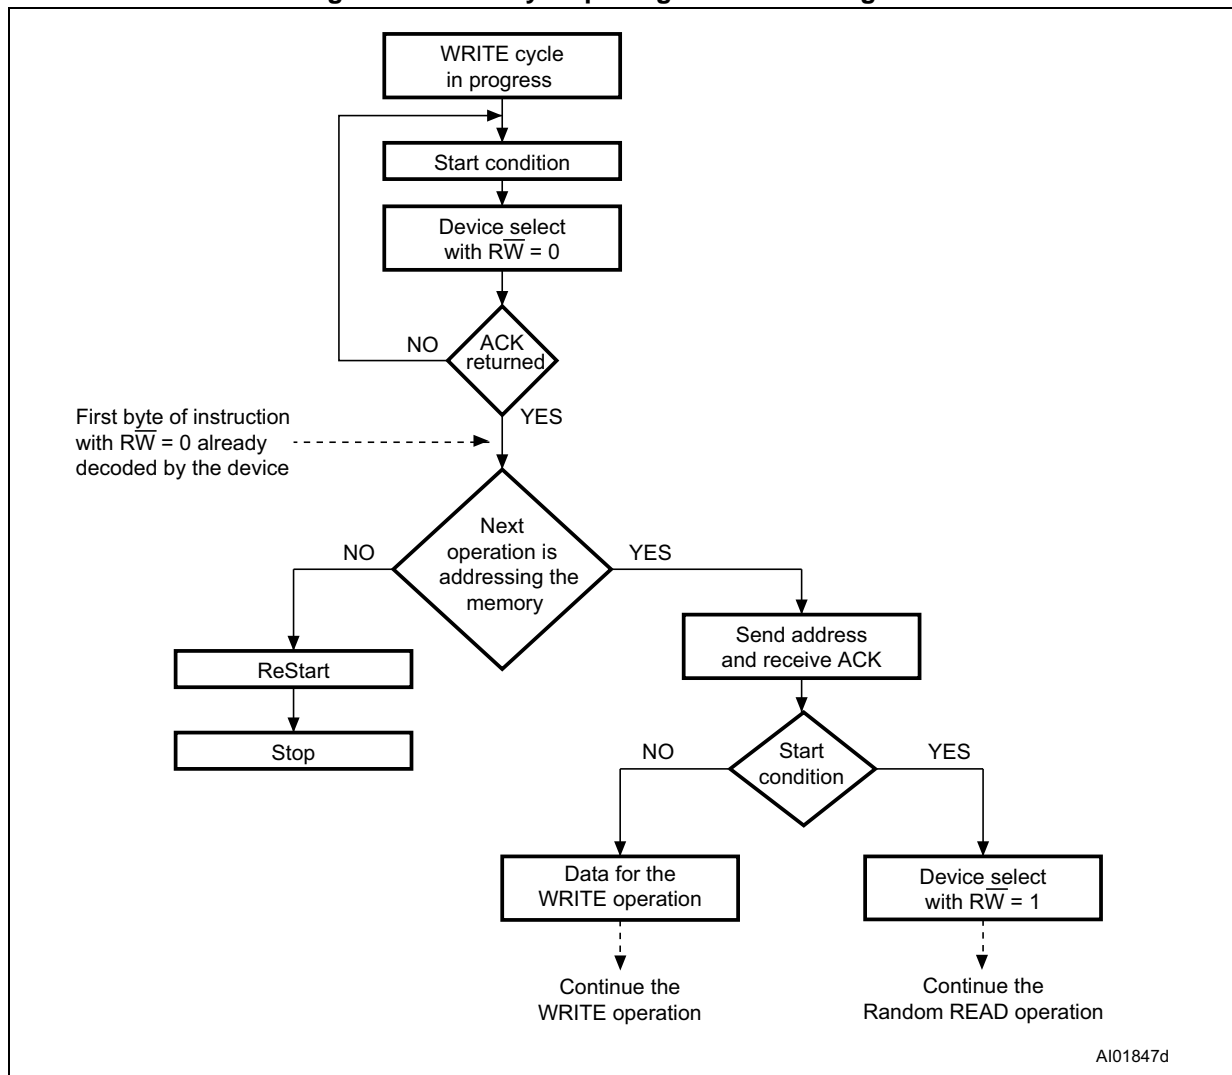 WRITE cycle
in progress
Start condition
Device select
with RW̅ = 0
ACK
returned
NO
YES
First byte of instruction
with RW̅ = 0 already
decoded by the device
Next
operation is
addressing the
memory
NO
YES
ReStart
Stop
Send address
and receive ACK
Start
condition
NO
YES
Data for the
WRITE operation
Device select
with RW̅ = 1
Continue the
WRITE operation
Continue the
Random READ operation
AI01847d